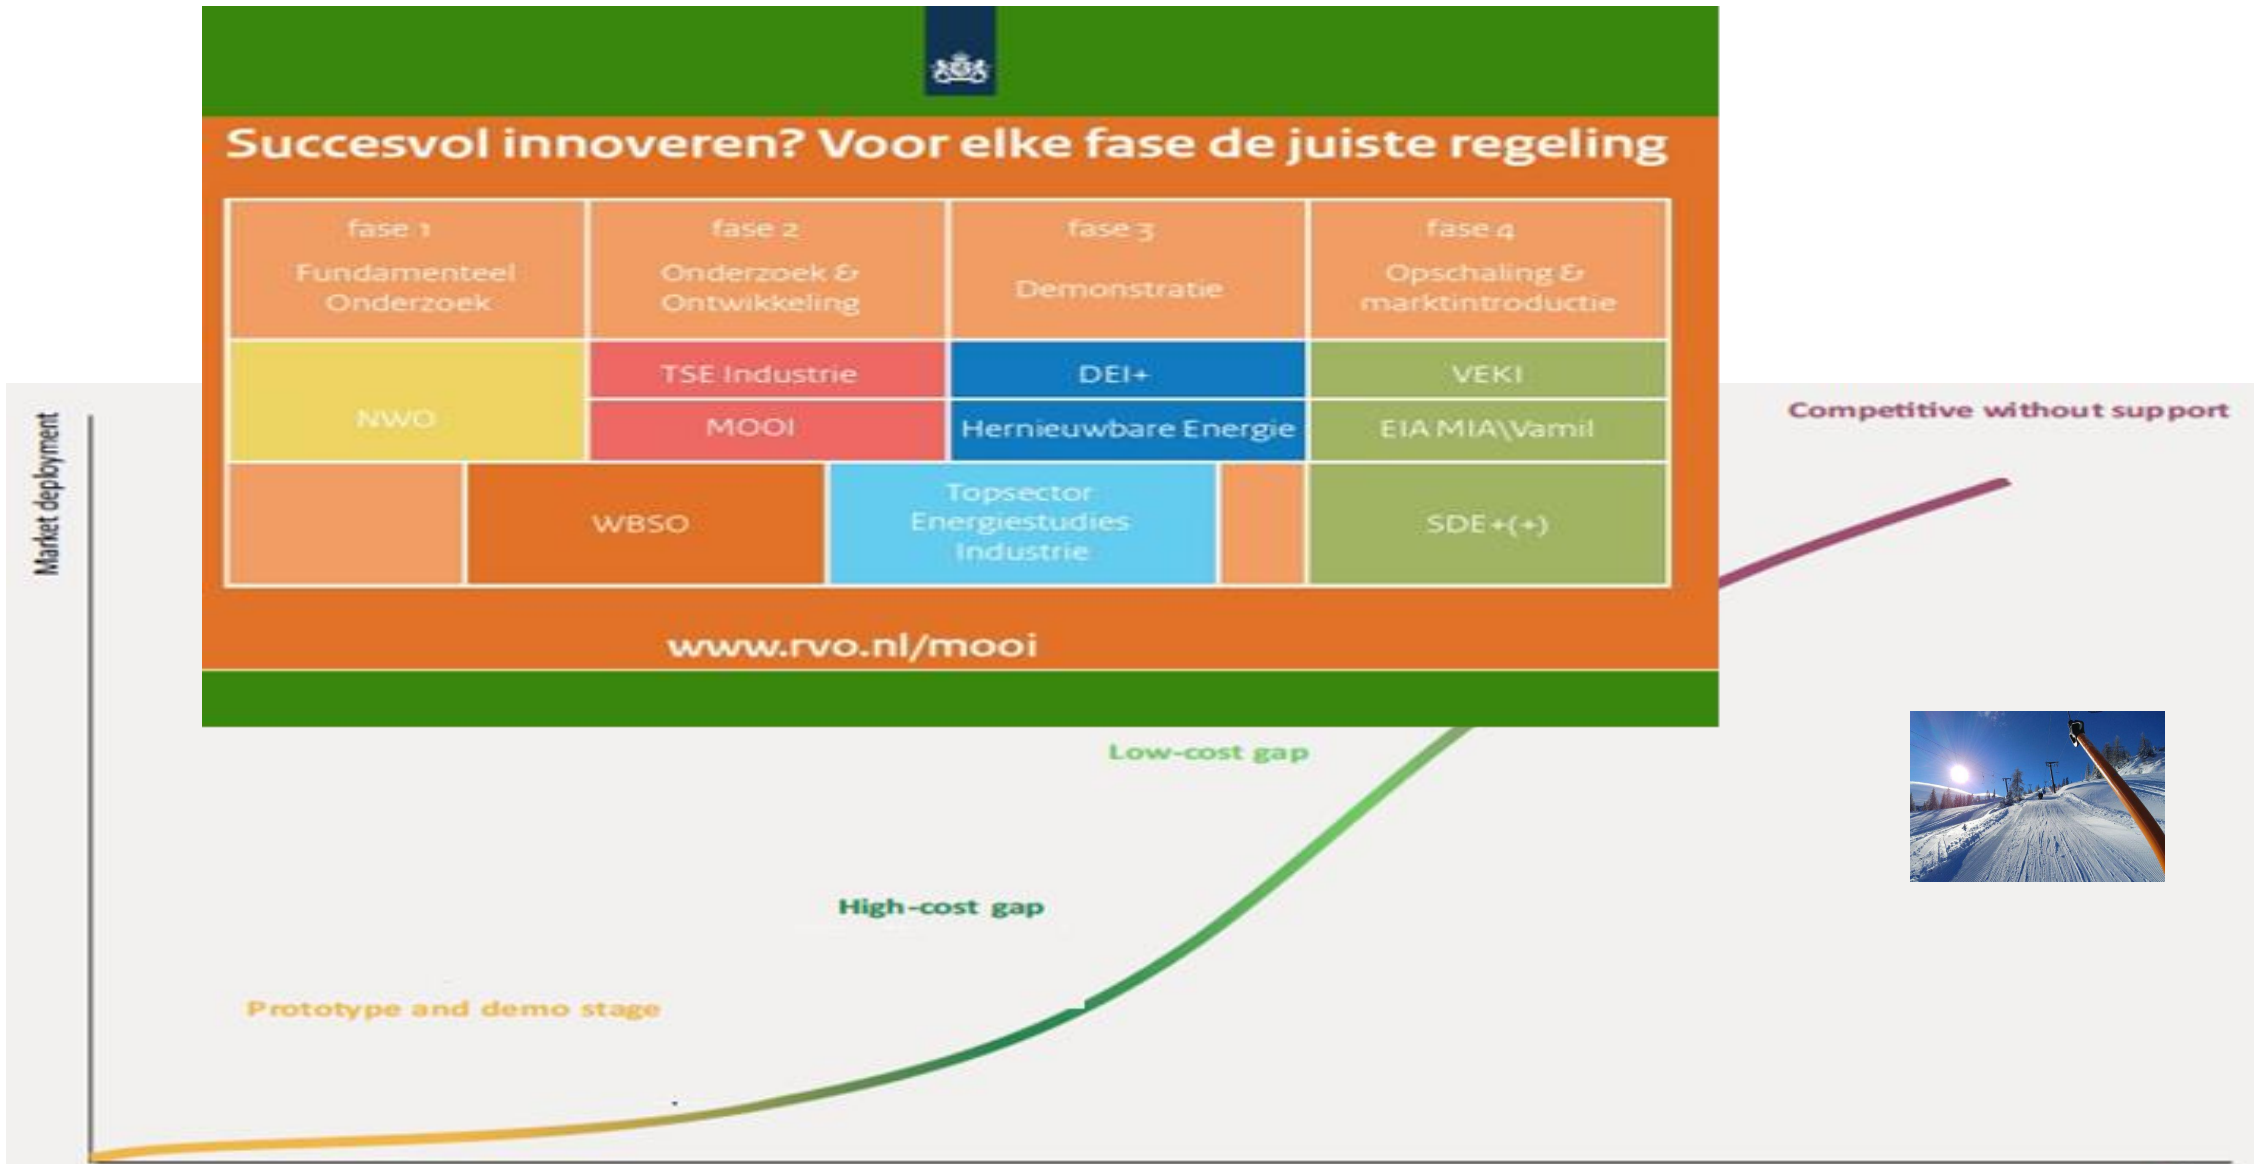 Succesvol innoveren? Voor elke fase de juiste regeling
fase 1
Fundamenteel
Onderzoek
fase 2
Onderzoek &
Ontwikkeling
fase 3
Demonstratie
fase 4
Opschaling &
marktintroductie
NWO
TSE Industrie
DEI+
VEKI
MOOI
Hernieuwbare Energie
EIA MIA\Vamil
WBSO
Topsector
Energiestudies
Industrie
SDE+(+)
www.rvo.nl/mooi
Market deployment
Competitive without support
Low-cost gap
High-cost gap
Prototype and demo stage